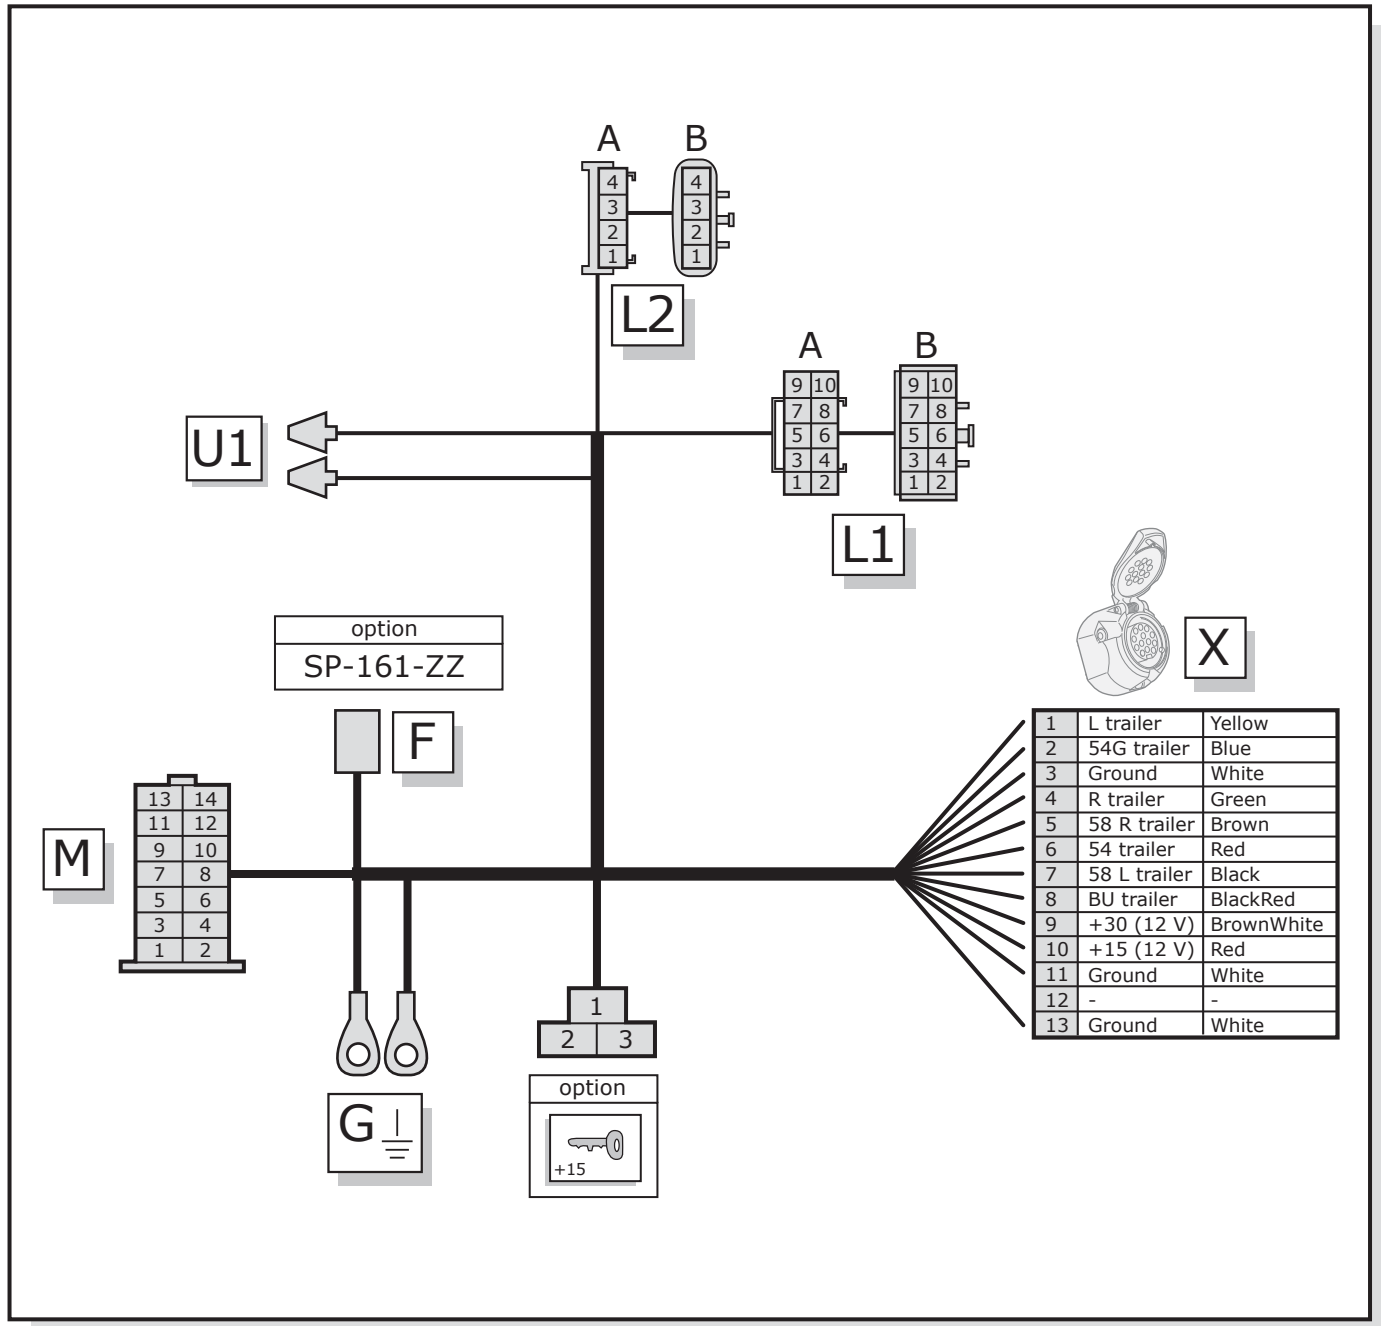 A B
4 4
3 3
2 2
1 1
L2
A B
9 10 9 10
7 8 7 8
5 6 5 6
3 4 3 4
1 2 1 2
L1
U1
option
SP-161-ZZ
F
X
1 L trailer Yellow
2 54G trailer Blue
3 Ground White
4 R trailer Green
5 58 R trailer Brown
6 54 trailer Red
7 58 L trailer Black
8 BU trailer BlackRed
9 +30 (12 V) BrownWhite
10 +15 (12 V) Red
11 Ground White
12 - -
13 Ground White
M
13 14
11 12
9 10
7 8
5 6
3 4
1 2
G
1
2 3
option
+15